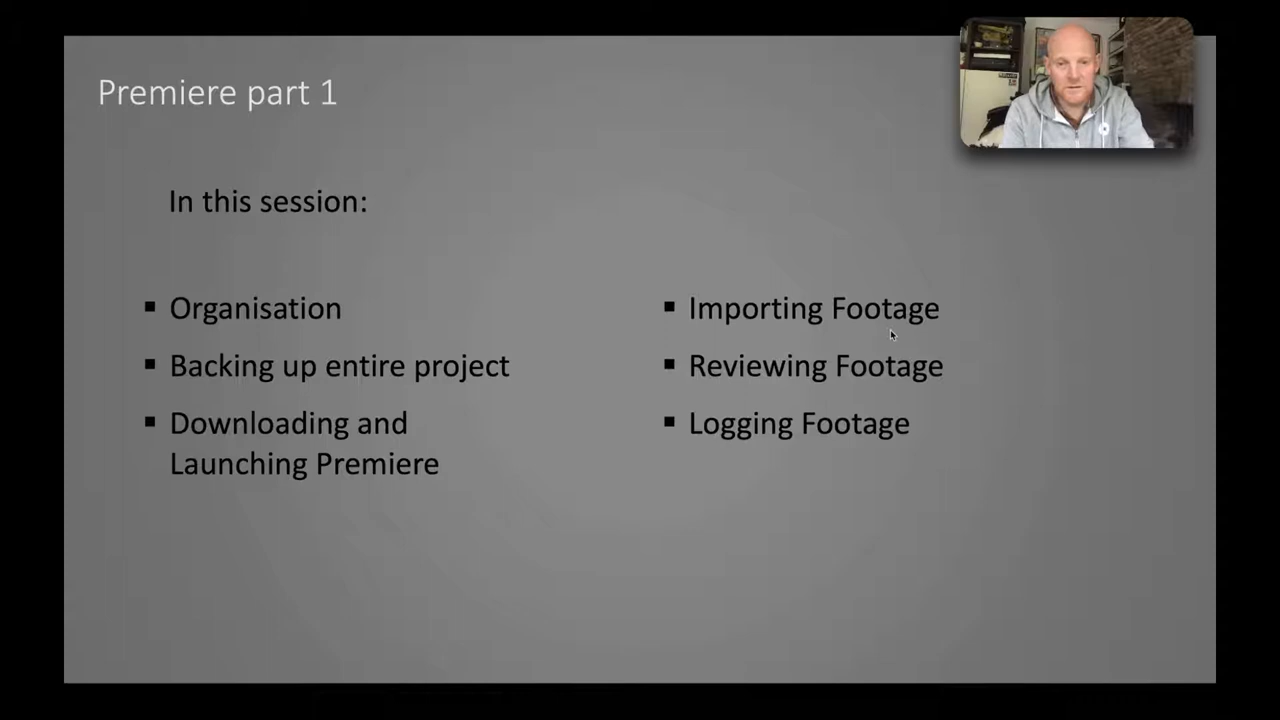 Premiere part 1
In this session:
Organisation
Backing up entire project
Downloading and
Launching Premiere
Importing Footage
Reviewing Footage
Logging Footage